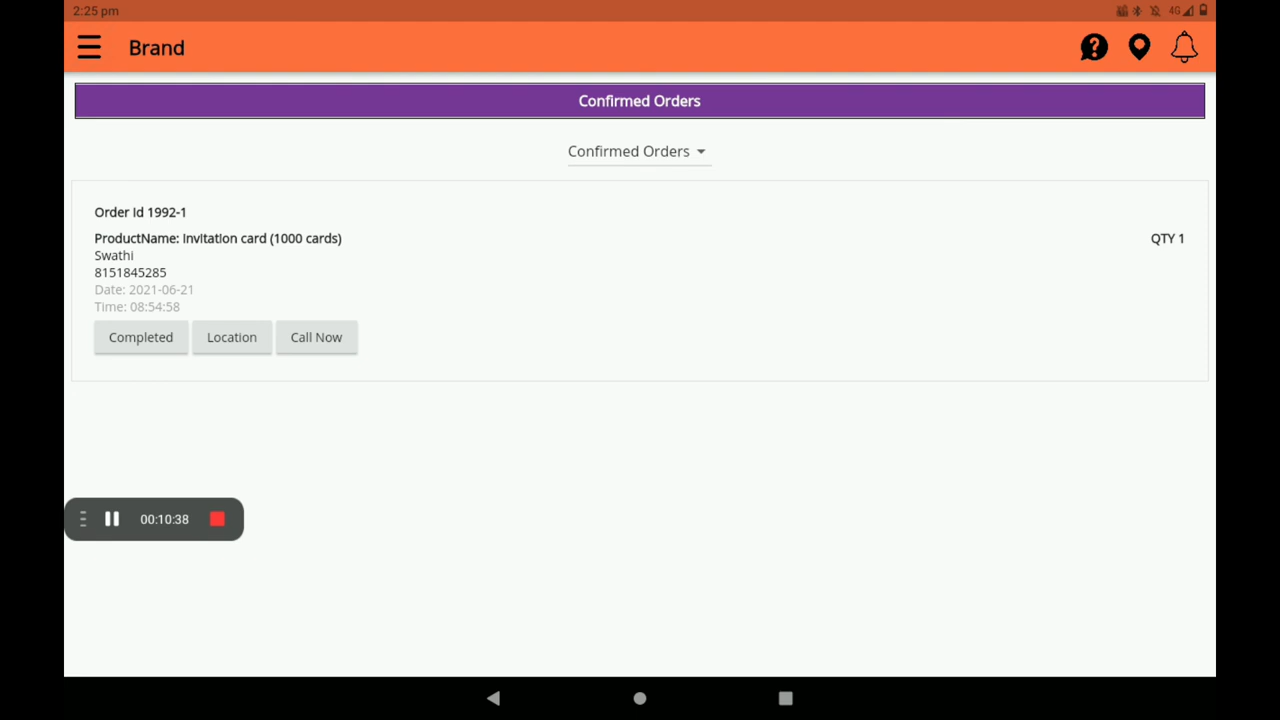 2:25 pm
4G
Brand
Confirmed Orders
Confirmed Orders
Order Id 1992-1
ProductName: Invitation card (1000 cards)
QTY 1
Swathi
8151845285
Date: 2021-06-21
Time: 08:54:58
Completed
Location
Call Now
00:10:38